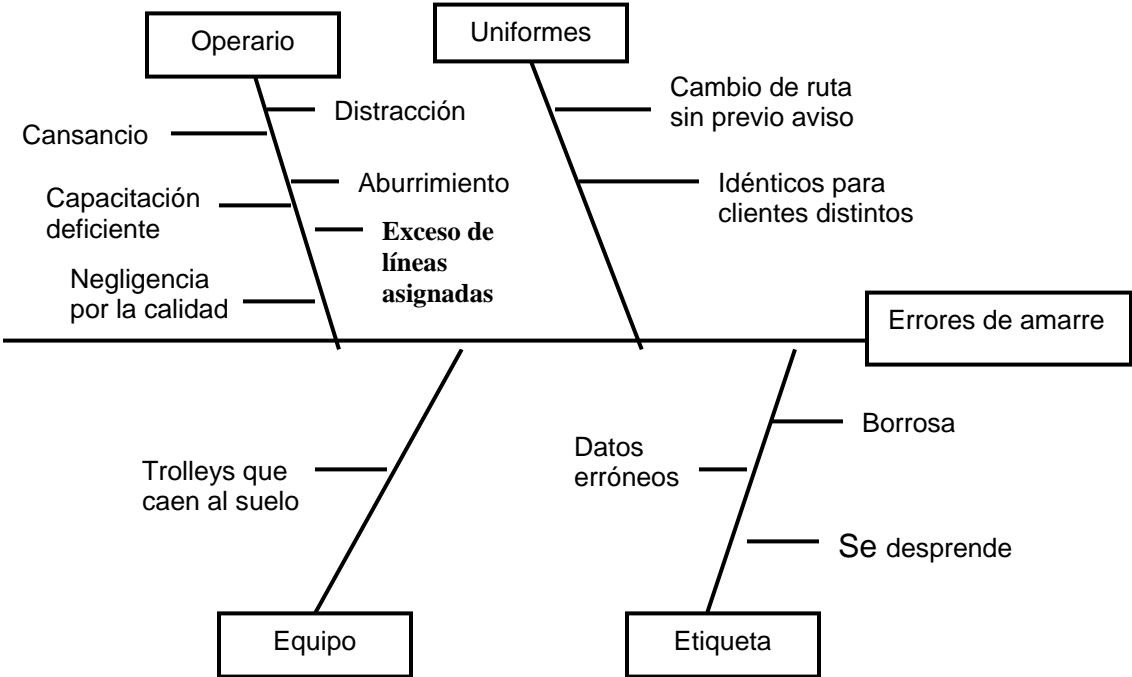 Operario
Uniformes
Distracción
Cansancio
Aburrimiento
Capacitación
deficiente
Exceso de
líneas
asignadas
Negligencia
por la calidad
Cambio de ruta
sin previo aviso
Idénticos para
clientes distintos
Errores de amarre
Trolleys que
caen al suelo
Datos
erróneos
Borrosa
Se desprende
Equipo
Etiqueta